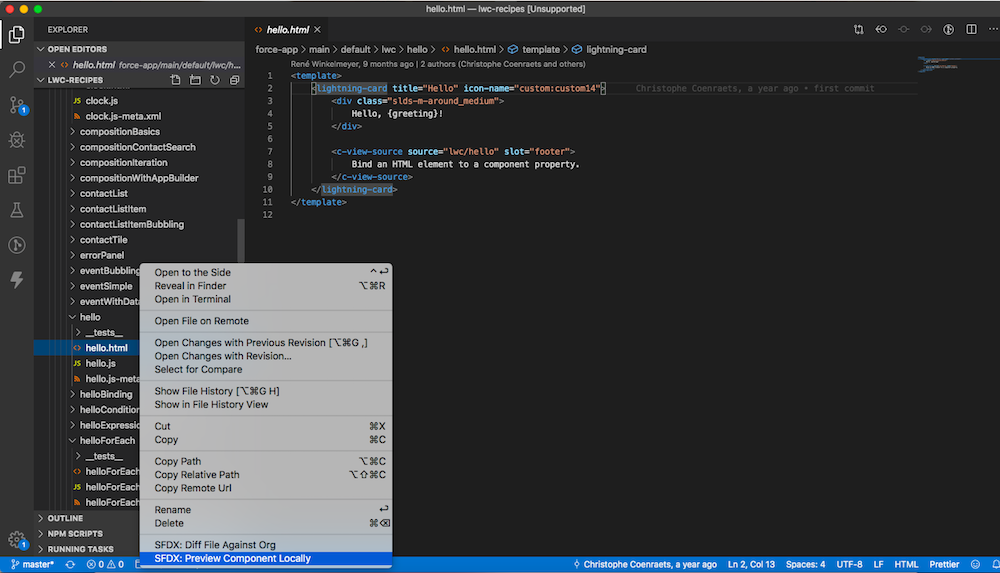 hello.html — lwc-recipes [Unsupported]
EXPLORER
OPEN EDITORS
hello.html force-app/main/default/lwc/h...
LWC-RECIPES
clock.js
clock.js-meta.xml
compositionBasics
compositionContactSearch
compositionIteration
compositionWithAppBuilder
contactList
contactListItem
contactListItemBubbling
contactTile
errorPanel
eventBubbling
eventSimple
eventWithData
hello
__tests__
hello.html
hello.js
hello.js-meta
helloBinding
helloCondition
helloExpressio
helloForEach
__tests__
helloForEach
helloForEach
helloForEach
OUTLINE
NPM SCRIPTS
RUNNING TASKS
hello.html
force-app > main > default > lwc > hello > hello.html > template > lightning-card
René Winkelmeyer, 9 months ago | 2 authors (Christophe Coenraets and others)
1 <template>
2 <lightning-card title="Hello" icon-name="custom:custom14"> Christophe Coenraets, a year ago • first commit
3 <div class="slds-m-around_medium">
4 Hello, {greeting}!
5 </div>
6
7 <c-view-source source="lwc/hello" slot="footer">
8 Bind an HTML element to a component property.
9 </c-view-source>
10 </lightning-card>
11 </template>
12
Open to the Side ⌃↩
Reveal in Finder ⌥⌘R
Open in Terminal
Open File on Remote
Open Changes with Previous Revision [⌥⌘G ,]
Open Changes with Revision...
Select for Compare
Show File History [⌥⌘G H]
Show in File History View
Cut ⌘X
Copy ⌘C
Copy Path ⌥⌘C
Copy Relative Path ⌥⇧⌘C
Copy Remote Url
Rename ↩
Delete ⌘⌫
SFDX: Diff File Against Org
SFDX: Preview Component Locally
1
1
master* 0 0 Christophe Coenraets, a year ago Ln 2, Col 13 Spaces: 4 UTF-8 LF HTML Prettier